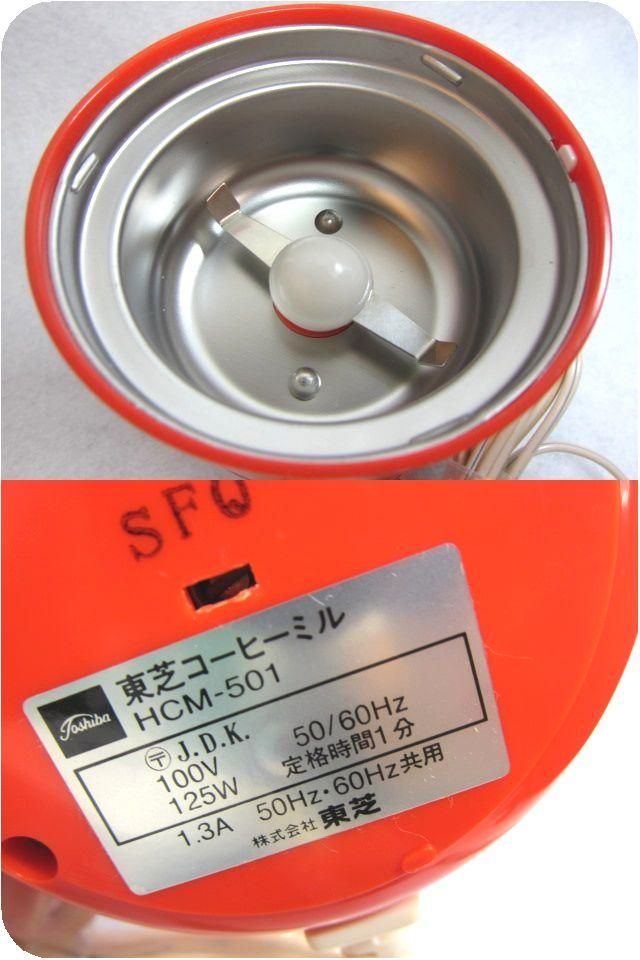 SFQ
Toshiba
東芝コーヒーミル
HCM-501
〒 J.D.K. 50/60Hz
100V 定格時間1分
125W
1.3A 50Hz・60Hz共用
株式会社 東芝